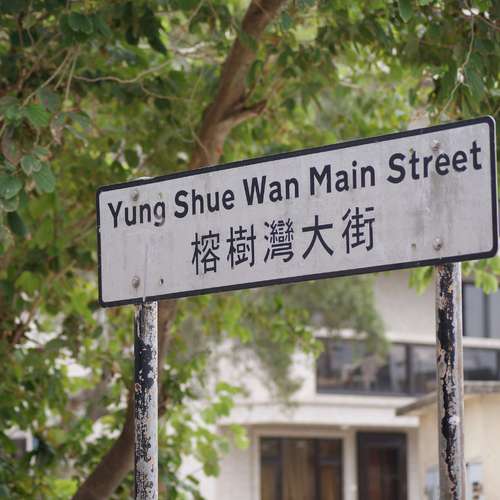 Yung Shue Wan Main Street
榕樹灣大街